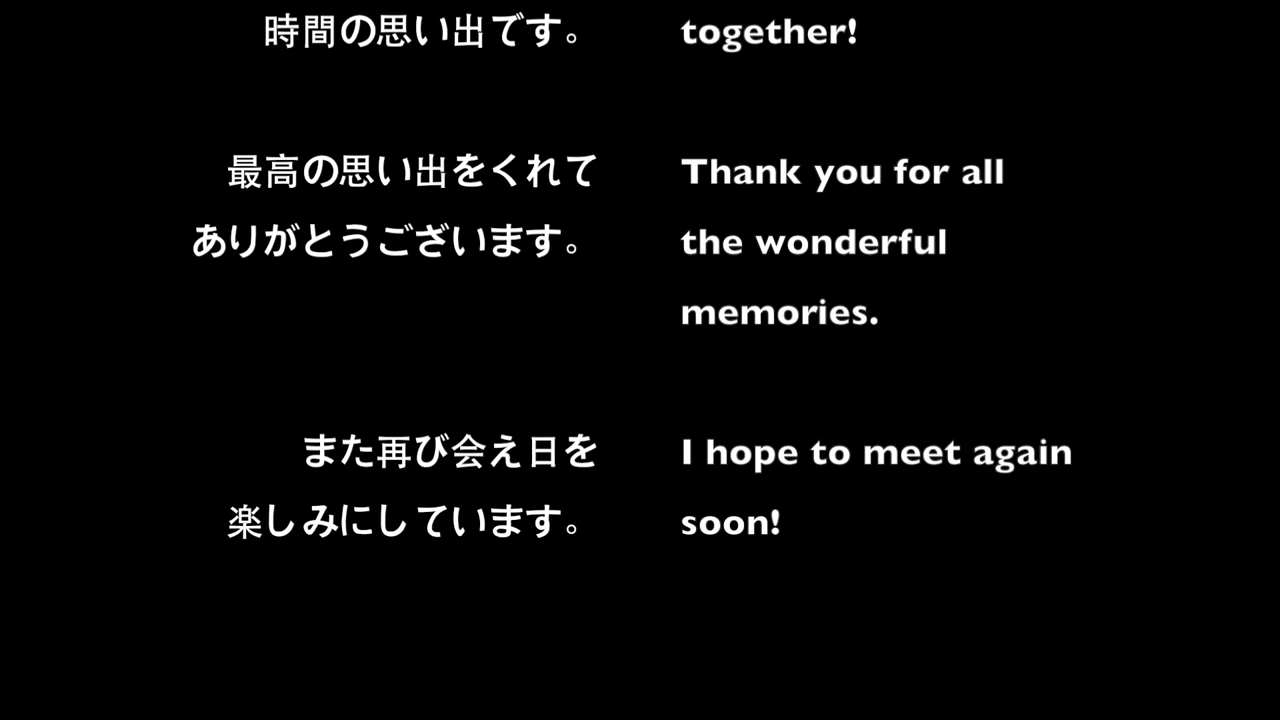 時間の思い出です。
最高の思い出をくれて
ありがとうございます。
また再び会え日を
楽しみにしています。
together!
Thank you for all
the wonderful
memories.
I hope to meet again
soon!